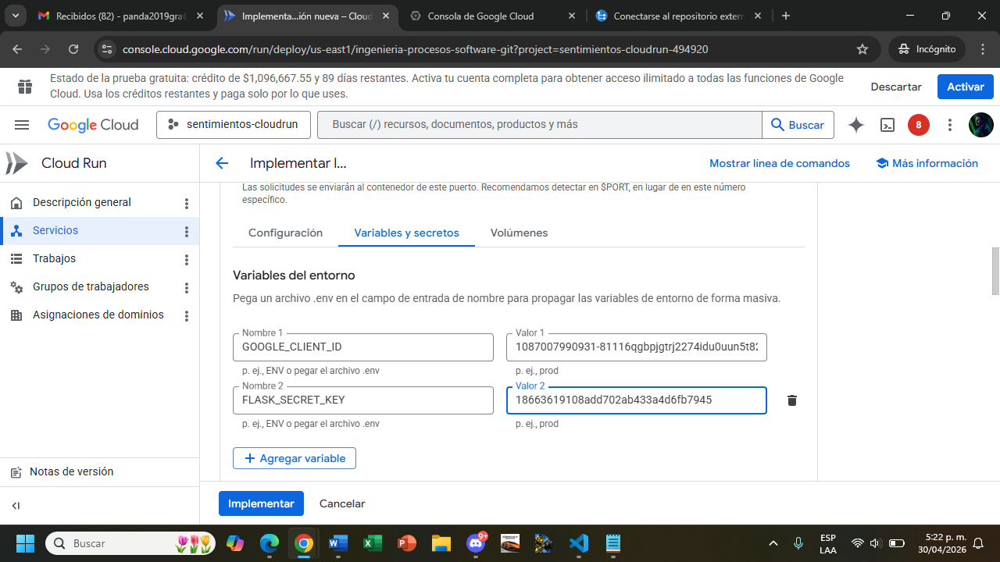 Recibidos (82) - panda2019gra
Implementa...ión nueva – Cloud
Consola de Google Cloud
Conectarse al repositorio extern
console.cloud.google.com/run/deploy/us-east1/ingenieria-procesos-software-git?project=sentimientos-cloudrun-494920
Incógnito
Estado de la prueba gratuita: crédito de $1,096,667.55 y 89 días restantes. Activa tu cuenta completa para obtener acceso ilimitado a todas las funciones de Google
Cloud. Usa los créditos restantes y paga solo por lo que uses.
Descartar
Activar
Google Cloud
sentimientos-cloudrun
Buscar (/) recursos, documentos, productos y más
Buscar
8
Cloud Run
Implementar l...
Mostrar línea de comandos
Más información
Descripción general
Servicios
Trabajos
Grupos de trabajadores
Asignaciones de dominios
Notas de versión
Las solicitudes se enviarán al contenedor de este puerto. Recomendamos detectar en $PORT, en lugar de en este número
específico.
Configuración
Variables y secretos
Volúmenes
Variables del entorno
Pega un archivo .env en el campo de entrada de nombre para propagar las variables de entorno de forma masiva.
Nombre 1
GOOGLE_CLIENT_ID
p. ej., ENV o pegar el archivo .env
Valor 1
1087007990931-81116qgbpjgtrj2274idu0uun5t82
p. ej., prod
Nombre 2
FLASK_SECRET_KEY
p. ej., ENV o pegar el archivo .env
Valor 2
18663619108add702ab433a4d6fb7945
p. ej., prod
Agregar variable
Implementar
Cancelar
Buscar
9+
ESP
LAA
5:22 p. m.
30/04/2026